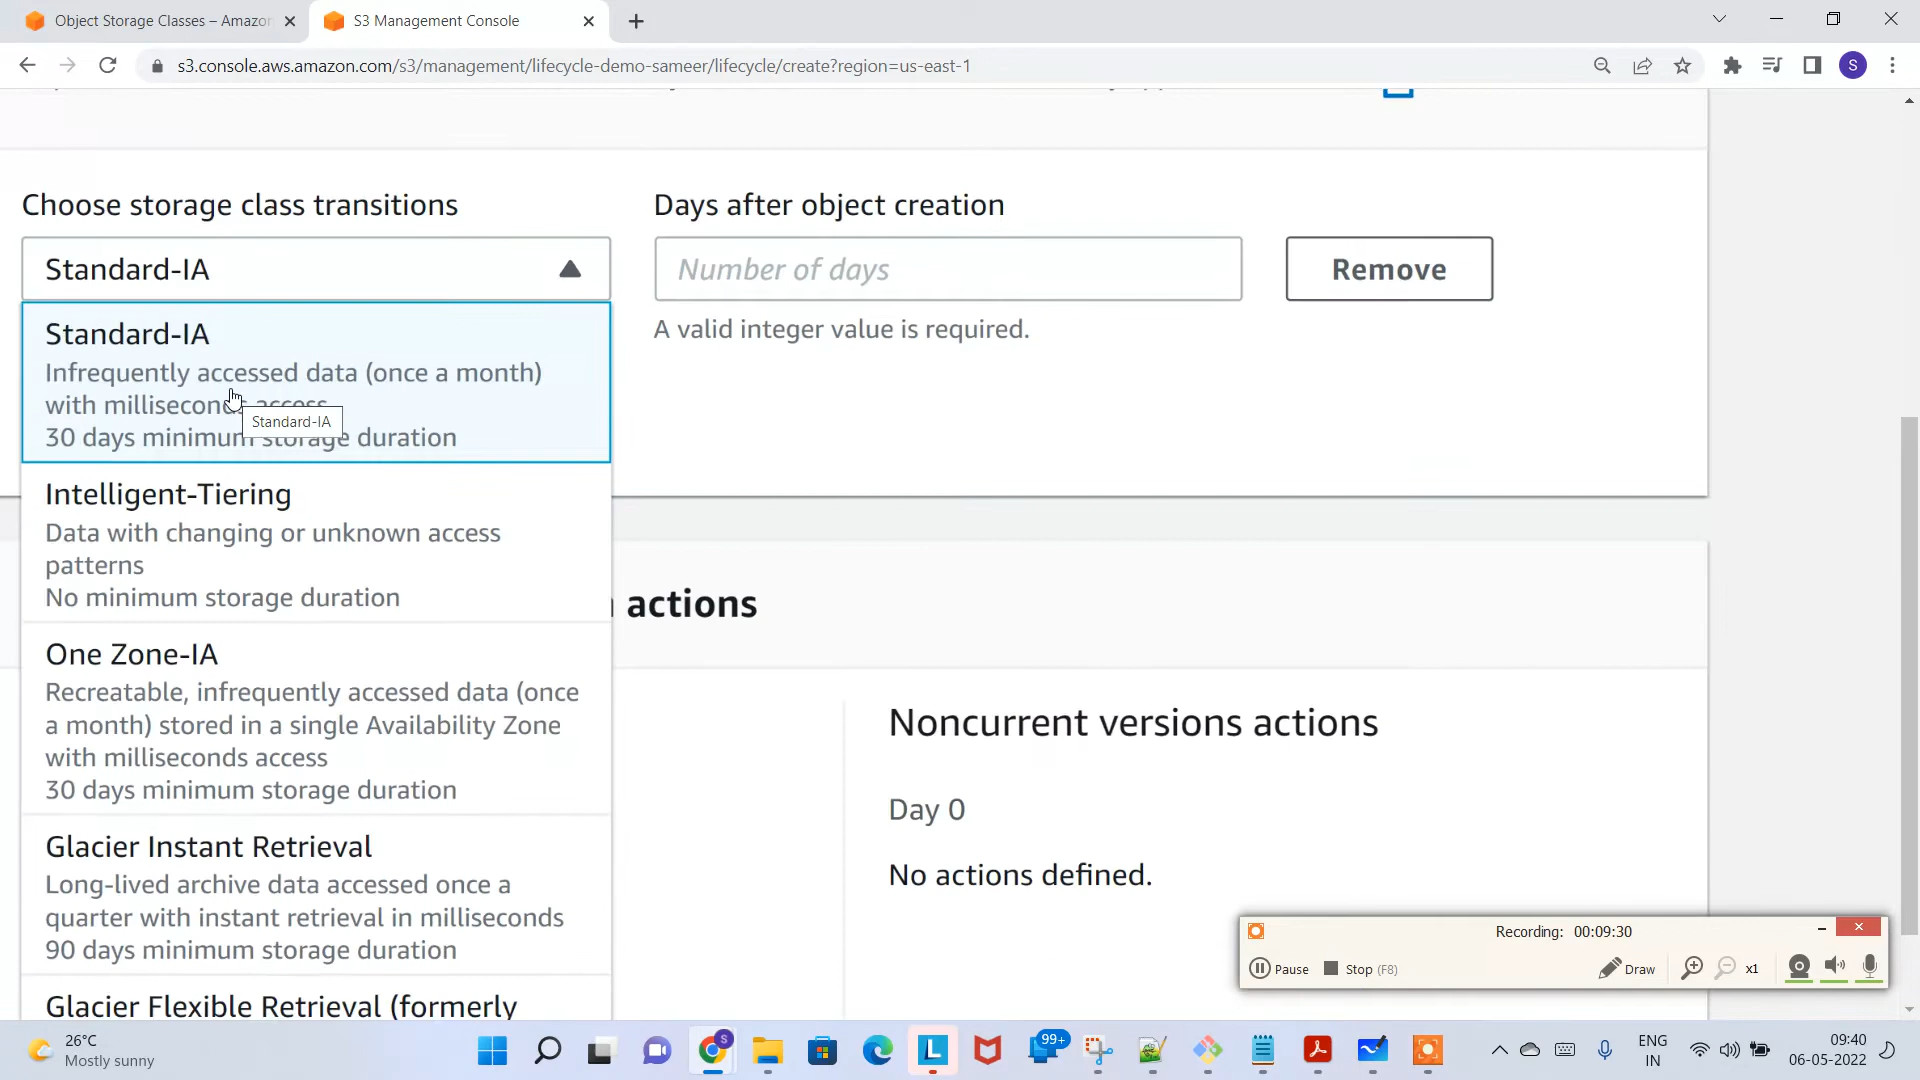 Object Storage Classes – Amazon
S3 Management Console
s3.console.aws.amazon.com/s3/management/lifecycle-demo-sameer/lifecycle/create?region=us-east-1
S
Choose storage class transitions
Days after object creation
Standard-IA
Number of days
Remove
A valid integer value is required.
Standard-IA
Infrequently accessed data (once a month)
with milliseconds access
30 days minimum storage duration
Standard-IA
Intelligent-Tiering
Data with changing or unknown access
patterns
No minimum storage duration
actions
One Zone-IA
Recreatable, infrequently accessed data (once
a month) stored in a single Availability Zone
with milliseconds access
30 days minimum storage duration
Noncurrent versions actions
Day 0
No actions defined.
Glacier Instant Retrieval
Long-lived archive data accessed once a
quarter with instant retrieval in milliseconds
90 days minimum storage duration
Glacier Flexible Retrieval (formerly
Recording: 00:09:30
Pause
Stop (F8)
Draw
x1
26°C
Mostly sunny
S
L
99+
ENG
IN
09:40
06-05-2022